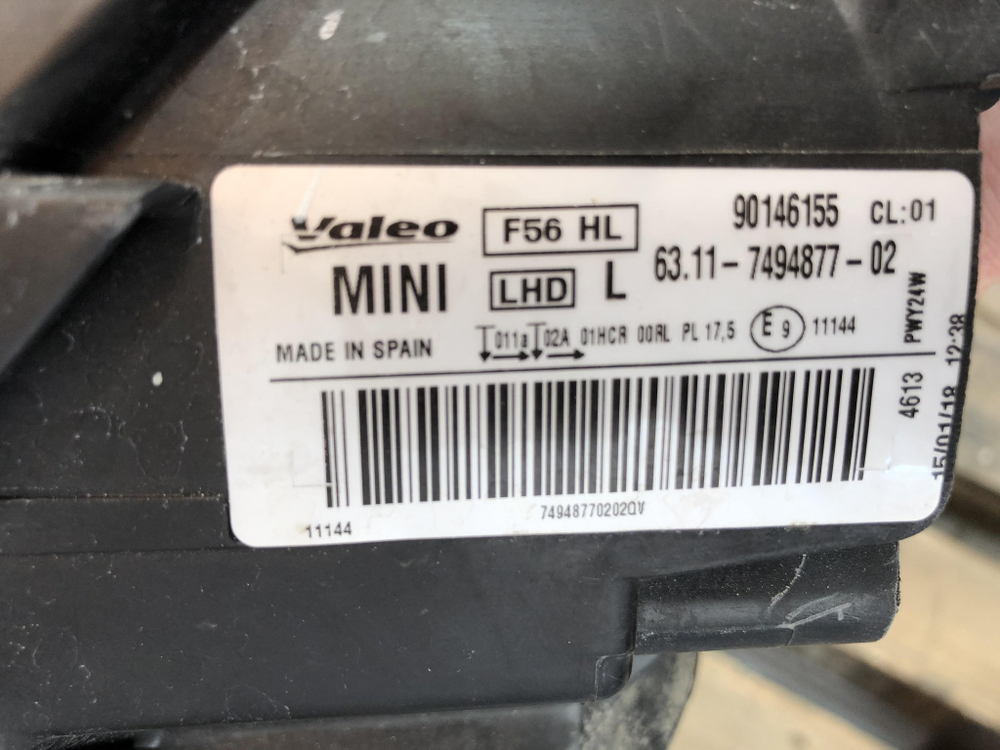 Valeo F56 HL 90146155 CL:01
MINI LHD L 63.11-7494877-02
MADE IN SPAIN 011a 02A 01HCR 00RL PL 17,5 E 9 11144
4613 PWY24W
15/01/18 12:38
74948770202QV
11144